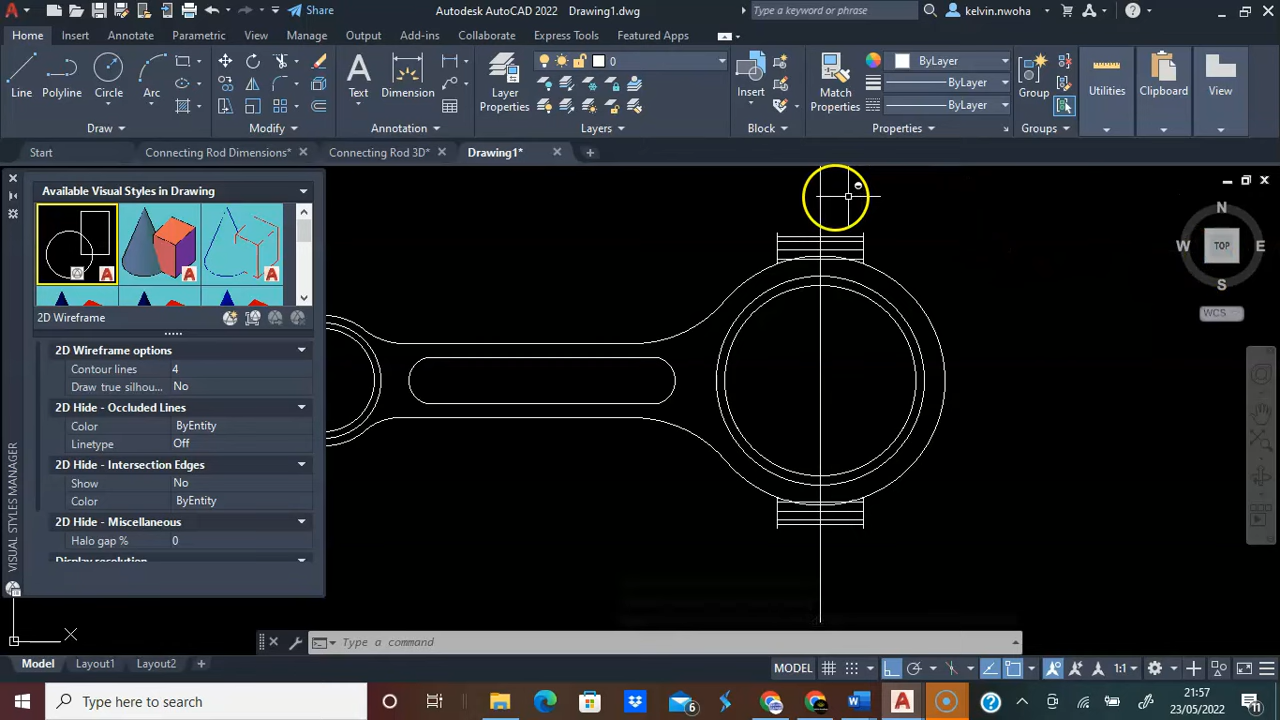 Share
Autodesk AutoCAD 2022 Drawing1.dwg
Type a keyword or phrase
kelvin.nwoha
Home Insert Annotate Parametric View Manage Output Add-ins Collaborate Express Tools Featured Apps
Line Polyline Circle Arc
Text Dimension
Layer Properties
0
Insert
Match Properties
ByLayer
ByLayer
ByLayer
Group
Utilities
Clipboard
View
Draw Modify Annotation Layers Block Properties Groups
Start Connecting Rod Dimensions* Connecting Rod 3D* Drawing1*
Available Visual Styles in Drawing
2D Wireframe
2D Wireframe options
Contour lines 4
Draw true silhou... No
2D Hide - Occluded Lines
Color ByEntity
Linetype Off
2D Hide - Intersection Edges
Show No
Color ByEntity
2D Hide - Miscellaneous
Halo gap % 0
Display resolution
VISUAL STYLES MANAGER
N
W TOP E
S
WCS
X
Type a command
Model Layout1 Layout2
MODEL
1:1
Type here to search
6
21:57
23/05/2022
11